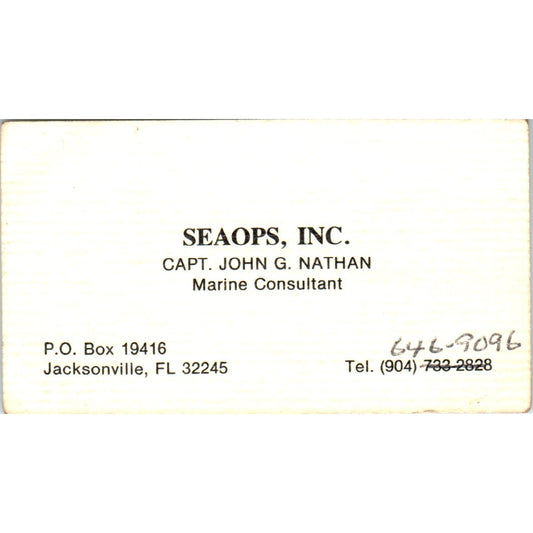 SEAOPS, INC.
CAPT. JOHN G. NATHAN
Marine Consultant
P.O. Box 19416
Jacksonville, FL 32245
646-9096
Tel. (904) 733-2828